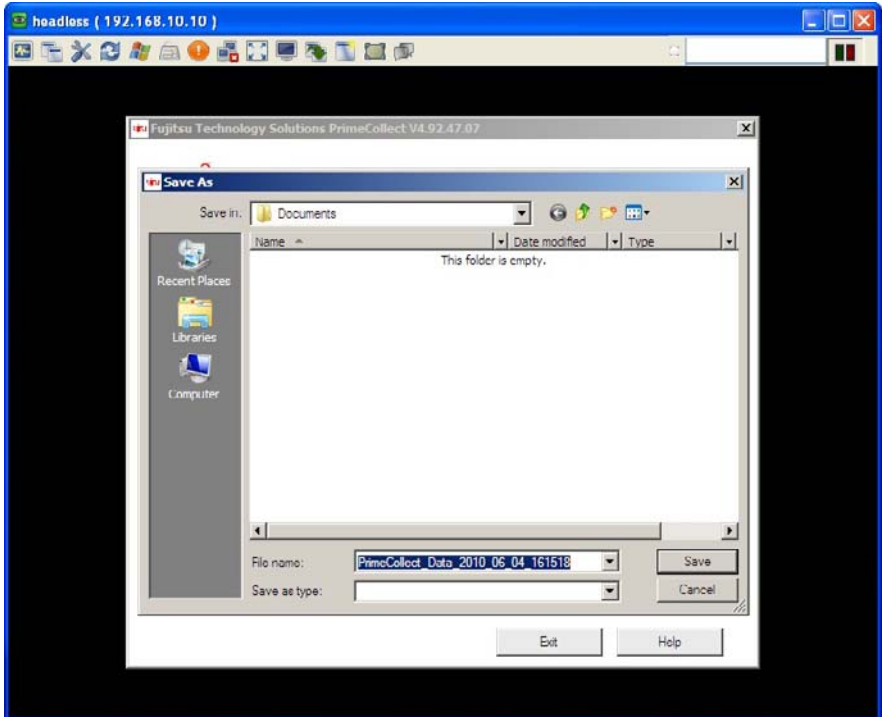 hoadloss ( 192.168.10.10 )
Fujitsu Technology Solutions PrimeCollect V4.92.47.07
Save As
Save in: Documents
Name Date modified Type
This folder is empty.
Recent Places
Libraries
Computer
File name: PrimeCollect_Data_2010_06_04_161518 Save
Save as type: Cancel
Exit Help